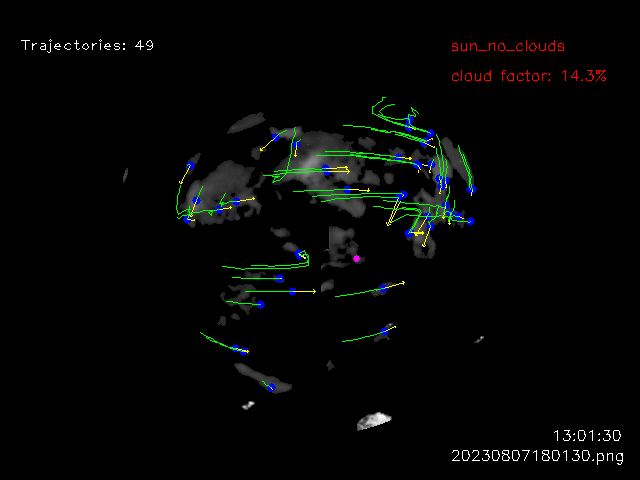 Trajectories: 49
sun_no_clouds
cloud factor: 14.3%
13:01:30
20230807180130.png